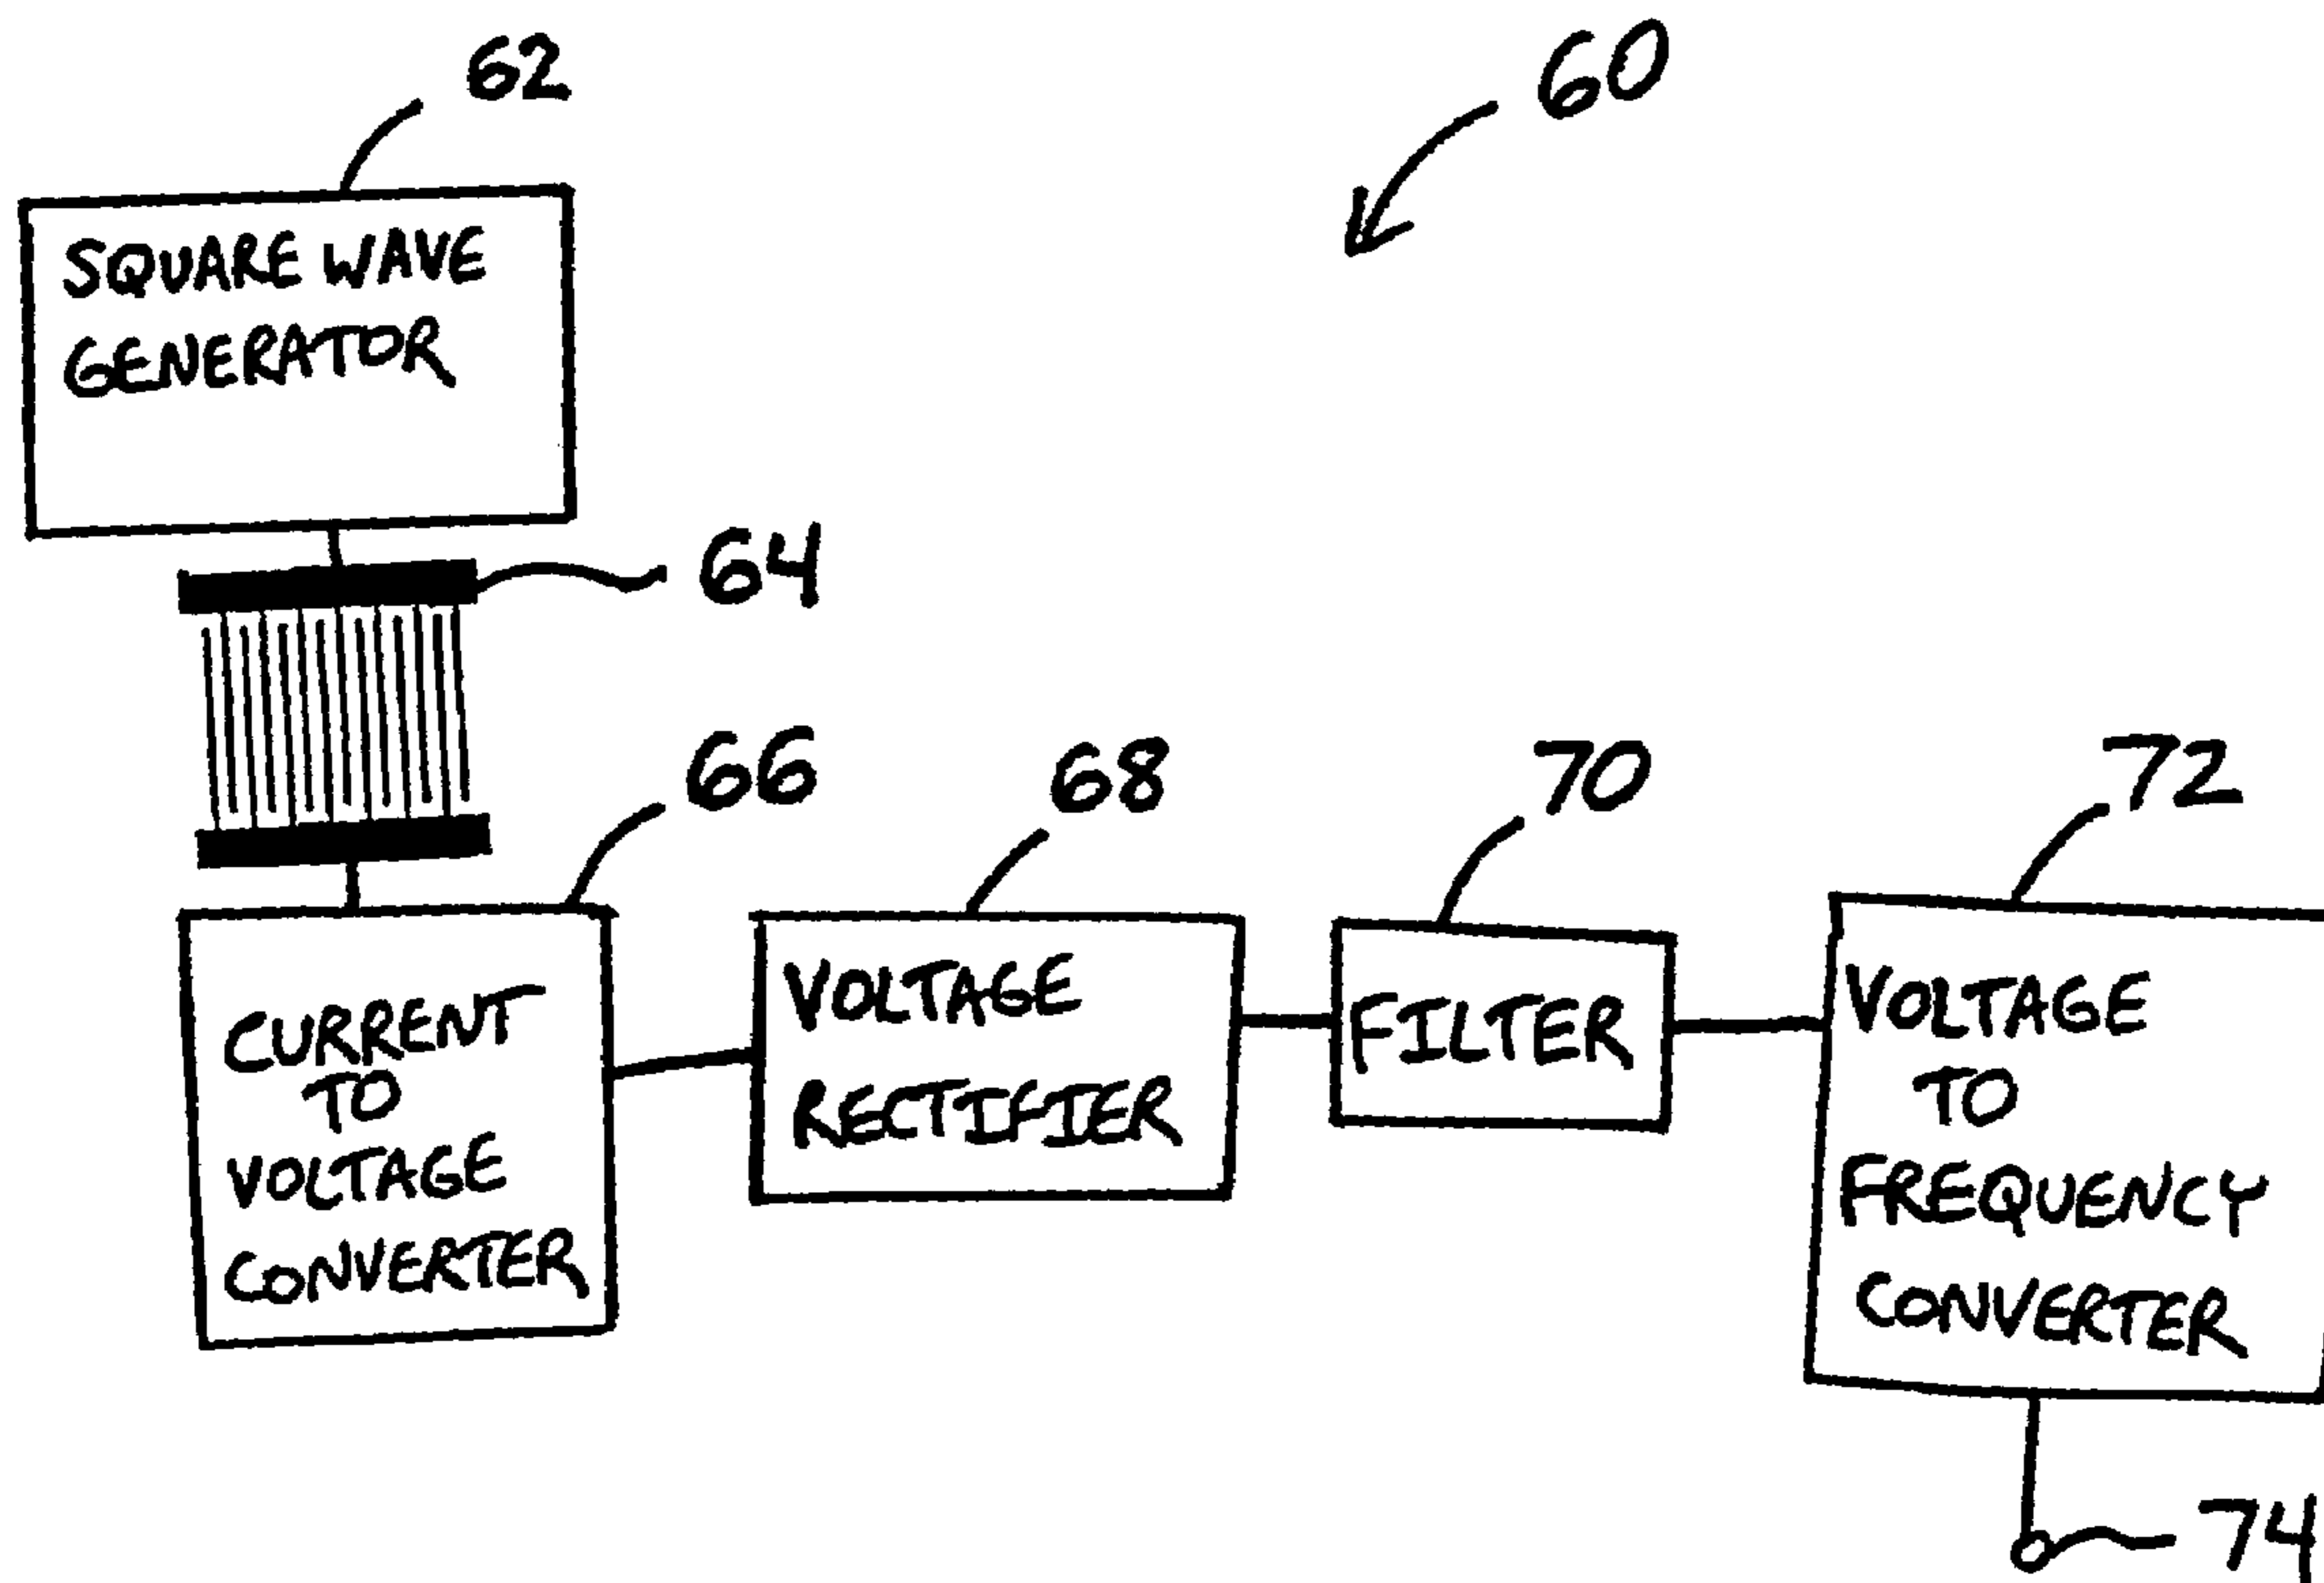 62
60
SQUARE WAVE
GENERATOR
64
66
68
70
72
CURRENT
TO
VOLTAGE
CONVERTER
VOLTAGE
RECTIFIER
FILTER
VOLTAGE
TO
FREQUENCY
CONVERTER
74